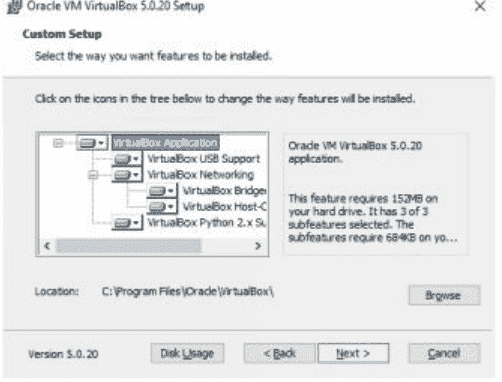 Oracle VM VirtualBox 5.0.20 Setup
Custom Setup
Select the way you want features to be installed.
Click on the icons in the tree below to change the way features will be installed.
VirtualBox Application
VirtualBox USB Support
VirtualBox Networking
VirtualBox Bridge
VirtualBox Host-C
VirtualBox Python 2.x Su
Oracle VM VirtualBox 5.0.20
application.
This feature requires 152MB on
your hard drive. It has 3 of 3
subfeatures selected. The
subfeatures require 684KB on yo...
Location: C:\Program Files\Oracle\VirtualBox\
Browse
Version 5.0.20
Disk Usage
< Back
Next >
Cancel